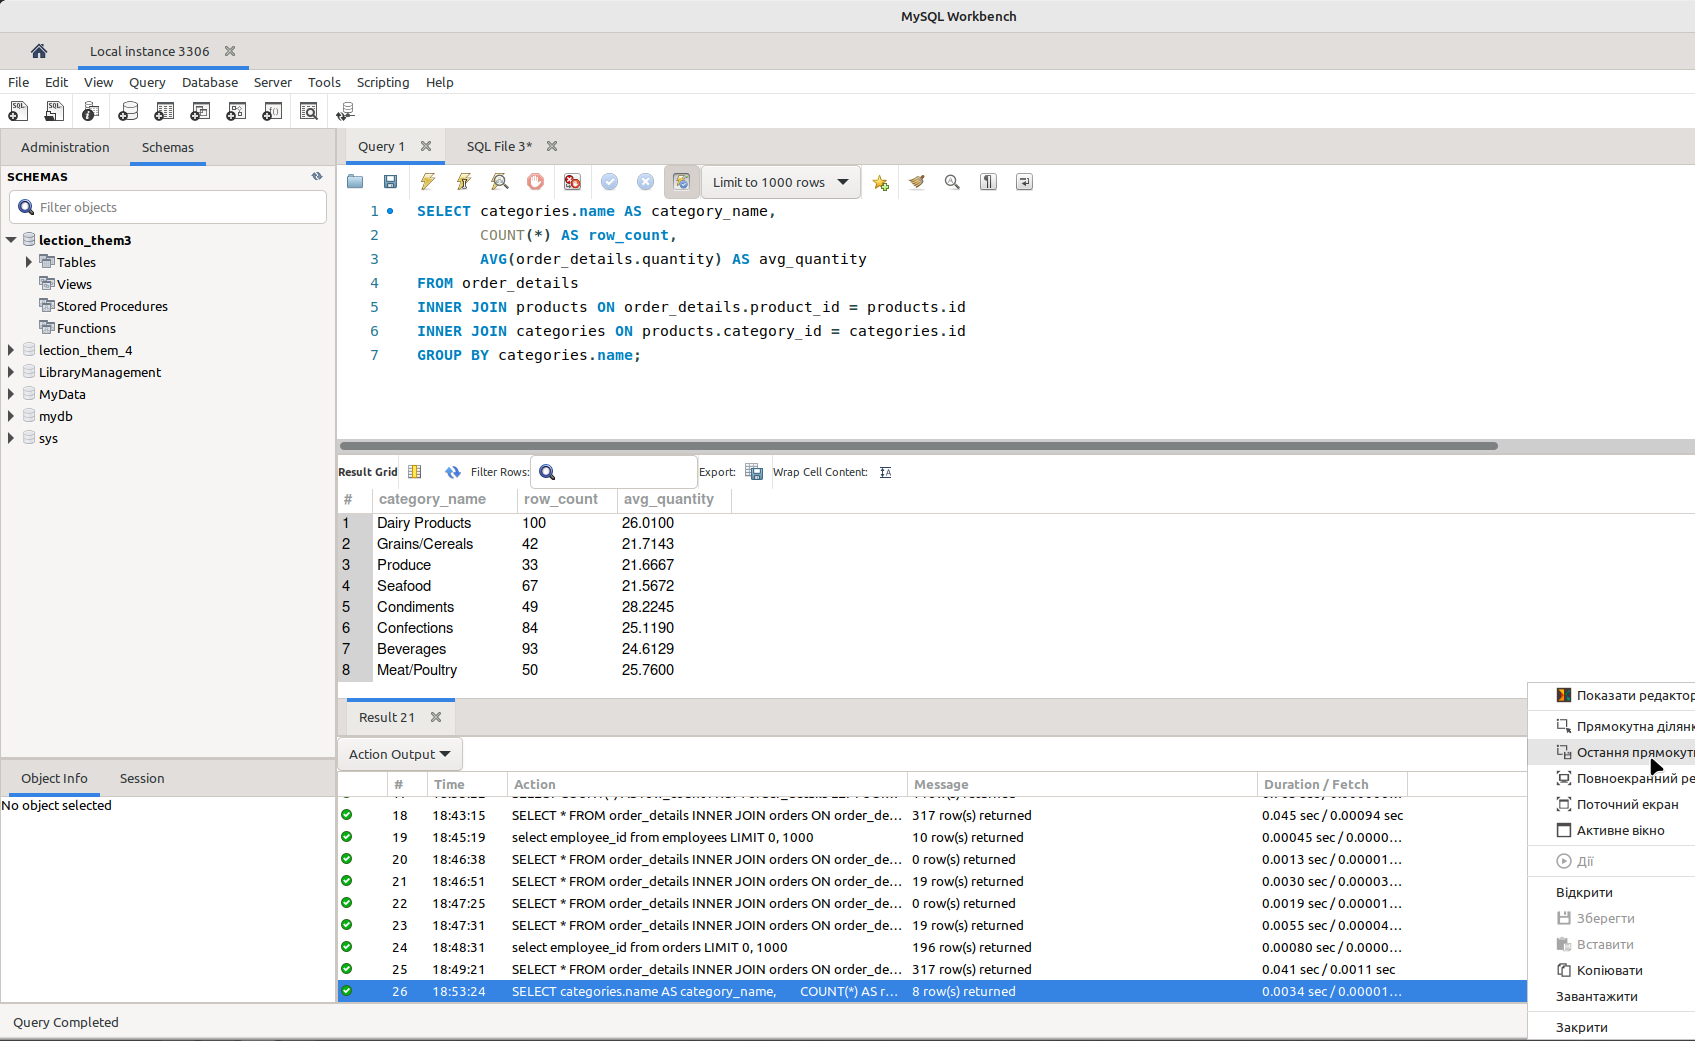 MySQL Workbench
Local instance 3306
File Edit View Query Database Server Tools Scripting Help
Administration Schemas
SCHEMAS
Filter objects
lection_them3
Tables
Views
Stored Procedures
Functions
lection_them_4
LibraryManagement
MyData
mydb
sys
Object Info Session
No object selected
Query 1 SQL File 3*
Limit to 1000 rows
1 SELECT categories.name AS category_name,
2 COUNT(*) AS row_count,
3 AVG(order_details.quantity) AS avg_quantity
4 FROM order_details
5 INNER JOIN products ON order_details.product_id = products.id
6 INNER JOIN categories ON products.category_id = categories.id
7 GROUP BY categories.name;
Result Grid Filter Rows: Export: Wrap Cell Content:
# category_name row_count avg_quantity
1 Dairy Products 100 26.0100
2 Grains/Cereals 42 21.7143
3 Produce 33 21.6667
4 Seafood 67 21.5672
5 Condiments 49 28.2245
6 Confections 84 25.1190
7 Beverages 93 24.6129
8 Meat/Poultry 50 25.7600
Result 21
Action Output
# Time Action Message Duration / Fetch
18 18:43:15 SELECT * FROM order_details INNER JOIN orders ON order_de... 317 row(s) returned 0.045 sec / 0.00094 sec
19 18:45:19 select employee_id from employees LIMIT 0, 1000 10 row(s) returned 0.00045 sec / 0.0000...
20 18:46:38 SELECT * FROM order_details INNER JOIN orders ON order_de... 0 row(s) returned 0.0013 sec / 0.00001...
21 18:46:51 SELECT * FROM order_details INNER JOIN orders ON order_de... 19 row(s) returned 0.0030 sec / 0.00003...
22 18:47:25 SELECT * FROM order_details INNER JOIN orders ON order_de... 0 row(s) returned 0.0019 sec / 0.00001...
23 18:47:31 SELECT * FROM order_details INNER JOIN orders ON order_de... 19 row(s) returned 0.0055 sec / 0.00004...
24 18:48:31 select employee_id from orders LIMIT 0, 1000 196 row(s) returned 0.00080 sec / 0.0000...
25 18:49:21 SELECT * FROM order_details INNER JOIN orders ON order_de... 317 row(s) returned 0.041 sec / 0.0011 sec
26 18:53:24 SELECT categories.name AS category_name, COUNT(*) AS r... 8 row(s) returned 0.0034 sec / 0.00001...
Показати редактор
Прямокутна ділянк
Остання прямокут
Повноекранний ре
Поточний екран
Активне вікно
Дії
Відкрити
Зберегти
Вставити
Копіювати
Завантажити
Закрити
Query Completed